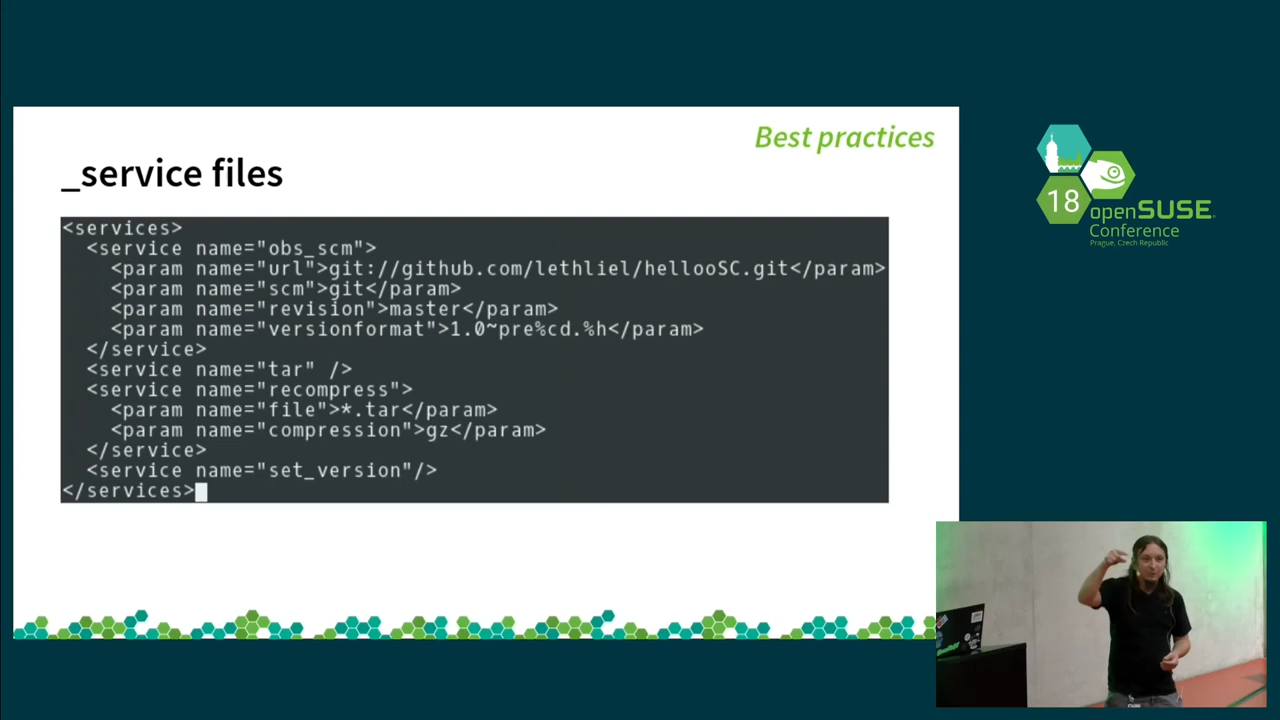 Best practices
_service files
<services>
  <service name="obs_scm">
    <param name="url">git://github.com/lethliel/hellooSC.git</param>
    <param name="scm">git</param>
    <param name="revision">master</param>
    <param name="versionformat">1.0~pre%cd.%h</param>
  </service>
  <service name="tar" />
  <service name="recompress">
    <param name="file">*.tar</param>
    <param name="compression">gz</param>
  </service>
  <service name="set_version"/>
</services>
18
openSUSE
Conference
Prague, Czech Republic